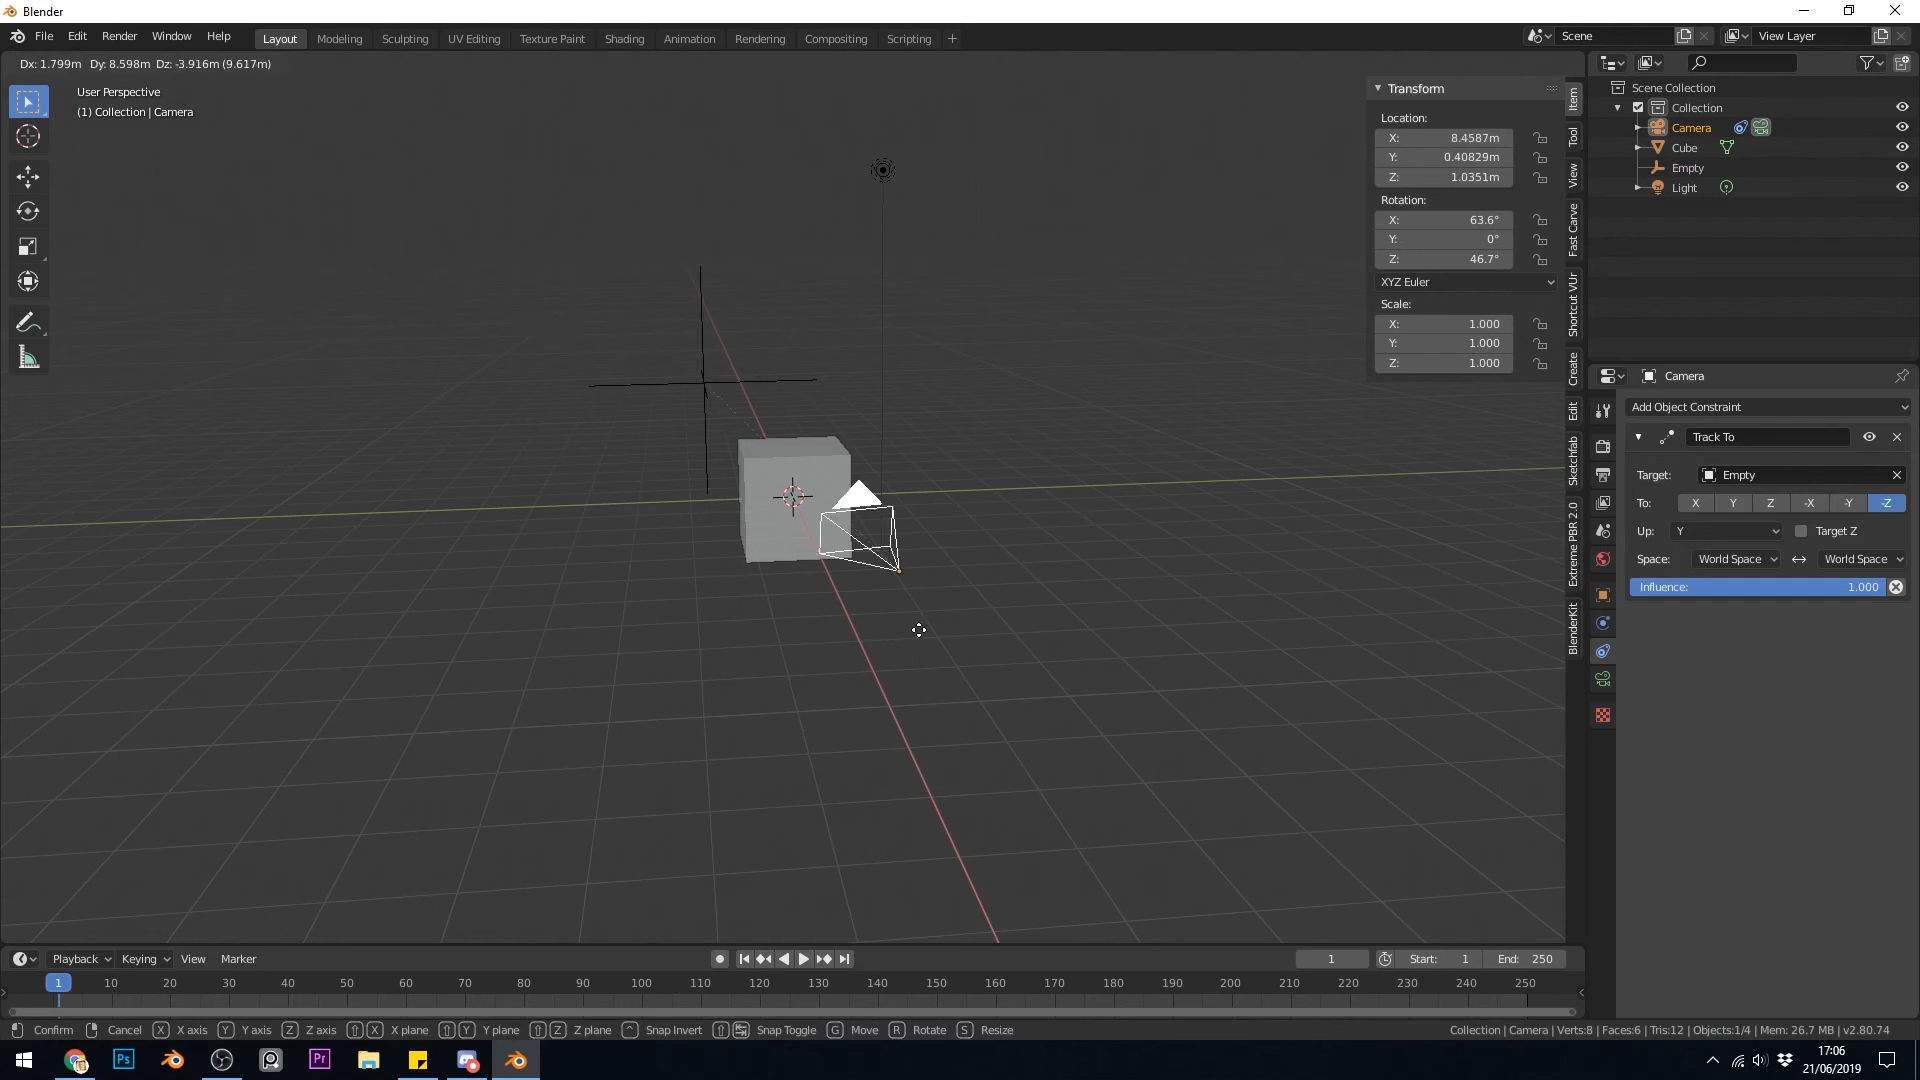 Blender
File Edit Render Window Help
Layout Modeling Sculpting UV Editing Texture Paint Shading Animation Rendering Compositing Scripting +
Scene
View Layer
Dx: 1.799m Dy: 8.598m Dz: -3.916m (9.617m)
User Perspective
(1) Collection | Camera
Transform
Location:
X: 8.4587m
Y: 0.40829m
Z: 1.0351m
Rotation:
X: 63.6°
Y: 0°
Z: 46.7°
XYZ Euler
Scale:
X: 1.000
Y: 1.000
Z: 1.000
Item
Tool
View
Fast Carve
Shortcut VUr
Create
Edit
Sketchfab
Extreme PBR 2.0
BlenderKit
Scene Collection
Collection
Camera
Cube
Empty
Light
Camera
Add Object Constraint
Track To
Target: Empty
To: X Y Z -X -Y -Z
Up: Y Target Z
Space: World Space World Space
Influence: 1.000
Playback Keying View Marker
1 Start: 1 End: 250
1 10 20 30 40 50 60 70 80 90 100 110 120 130 140 150 160 170 180 190 200 210 220 230 240 250
Confirm Cancel X X axis Y Y axis Z Z axis X X plane Y Y plane Z Z plane Snap Invert Snap Toggle G Move R Rotate S Resize
Collection | Camera | Verts:8 | Faces:6 | Tris:12 | Objects:1/4 | Mem: 26.7 MB | v2.80.74
Ps
Pr
17:06
21/06/2019